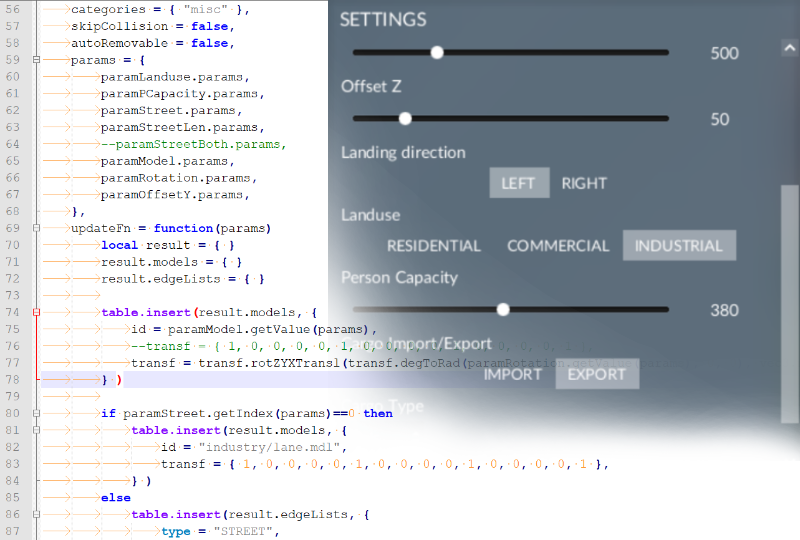 56 categories = { "misc" },
57 skipCollision = false,
58 autoRemovable = false,
59 params = {
60 paramLanduse.params,
61 paramPCapacity.params,
62 paramStreet.params,
63 paramStreetLen.params,
64 --paramStreetBoth.params,
65 paramModel.params,
66 paramRotation.params,
67 paramOffsetY.params,
68 },
69 updateFn = function(params)
70 local result = { }
71 result.models = { }
72 result.edgeLists = { }
73
74 table.insert(result.models, {
75 id = paramModel.getValue(params),
76 --transf = { 1, 0, 0, 0, 0, 1, 0, 0,
77 transf = transf.rotZYXTransl(transf.degToRad(paramRotation.
78 } )
79
80 if paramStreet.getIndex(params)==0 then
81 table.insert(result.models, {
82 id = "industry/lane.mdl",
83 transf = { 1, 0, 0, 0, 0, 1, 0, 0, 0, 0, 1, 0, 0, 0, 0, 1 },
84 } )
85 else
86 table.insert(result.edgeLists, {
87 type = "STREET",
SETTINGS
500
Offset Z
50
Landing direction
LEFT RIGHT
Landuse
RESIDENTIAL COMMERCIAL INDUSTRIAL
Person Capacity
380
Cargo Import/Export
IMPORT EXPORT
Type